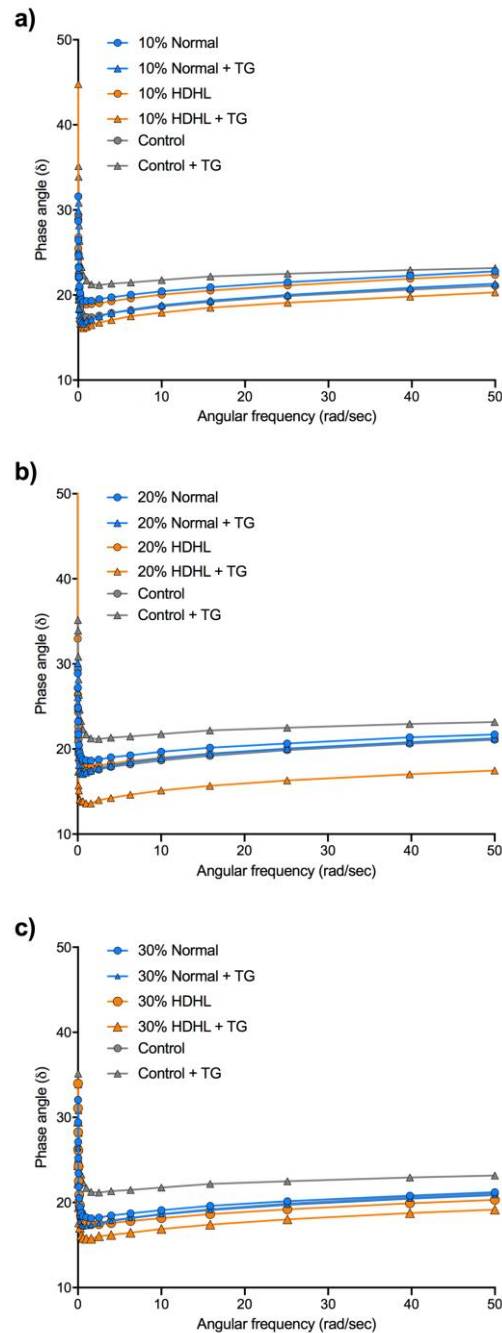 a)
50
40
30
20
10
Phase angle (δ)
10% Normal
10% Normal + TG
10% HDHL
10% HDHL + TG
Control
Control + TG
0 10 20 30 40 50
Angular frequency (rad/sec)
b)
50
40
30
20
10
Phase angle (δ)
20% Normal
20% Normal + TG
20% HDHL
20% HDHL + TG
Control
Control + TG
0 10 20 30 40 50
Angular frequency (rad/sec)
c)
50
40
30
20
10
Phase angle (δ)
30% Normal
30% Normal + TG
30% HDHL
30% HDHL + TG
Control
Control + TG
0 10 20 30 40 50
Angular frequency (rad/sec)